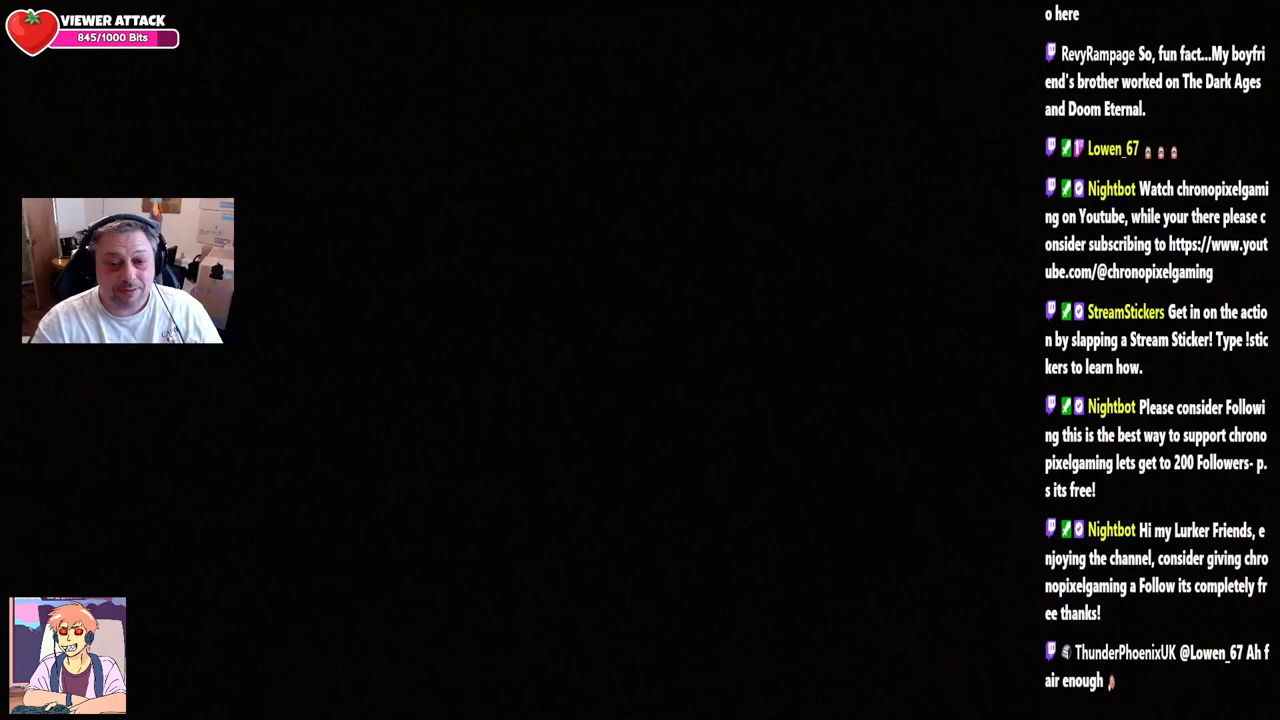 VIEWER ATTACK
845/1000 Bits
o here
RevyRampage So, fun fact...My boyfri
end's brother worked on The Dark Ages
and Doom Eternal.
Lowen_67
Nightbot Watch chronopixelgami
ng on Youtube, while your there please c
onsider subscribing to https://www.yout
ube.com/@chronopixelgaming
StreamStickers Get in on the actio
n by slapping a Stream Sticker! Type !stic
kers to learn how.
Nightbot Please consider Followi
ng this is the best way to support chrono
pixelgaming lets get to 200 Followers- p.
s its free!
Nightbot Hi my Lurker Friends, e
njoying the channel, consider giving chro
nopixelgaming a Follow its completely fr
ee thanks!
ThunderPhoenixUK @Lowen_67 Ah f
air enough